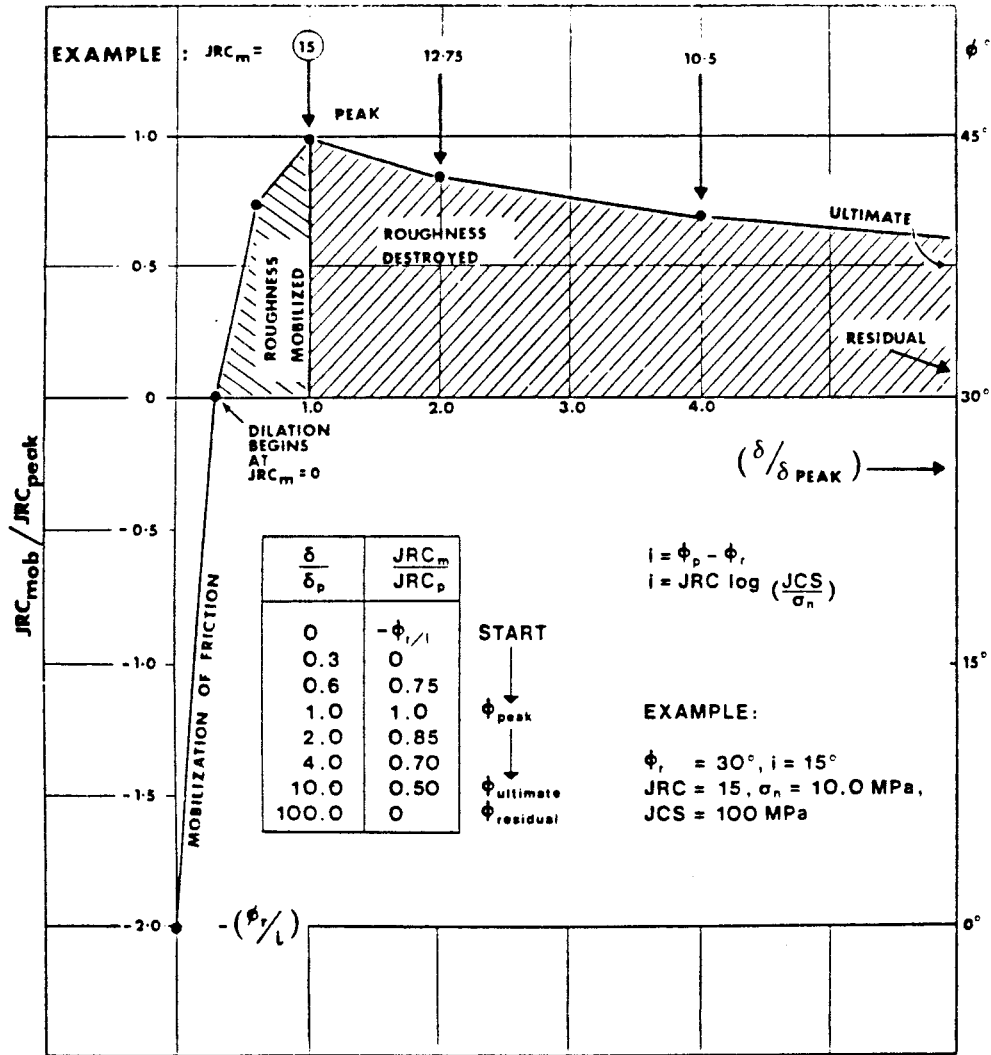 EXAMPLE : JRCm = 15
12·75
10·5
ϕ°
PEAK
1.0
45°
ULTIMATE
ROUGHNESS
DESTROYED
0.5
ROUGHNESS
MOBILIZED
RESIDUAL
0
1.0
2.0
3.0
4.0
30°
DILATION
BEGINS
AT
JRCm = 0
(δ/δ PEAK)
JRCmob / JRCpeak
-0.5
i = ϕp - ϕr
i = JRC log (JCS/σn)
δ/δp JRCm/JRCp
0 -ϕr/i START
0.3 0
0.6 0.75
1.0 1.0 ϕpeak
2.0 0.85
4.0 0.70
10.0 0.50 ϕultimate
100.0 0 ϕresidual
MOBILIZATION OF FRICTION
-1.0
15°
EXAMPLE:
ϕr = 30°, i = 15°
JRC = 15, σn = 10.0 MPa,
JCS = 100 MPa
-1.5
-2.0
-(ϕr/i)
0°